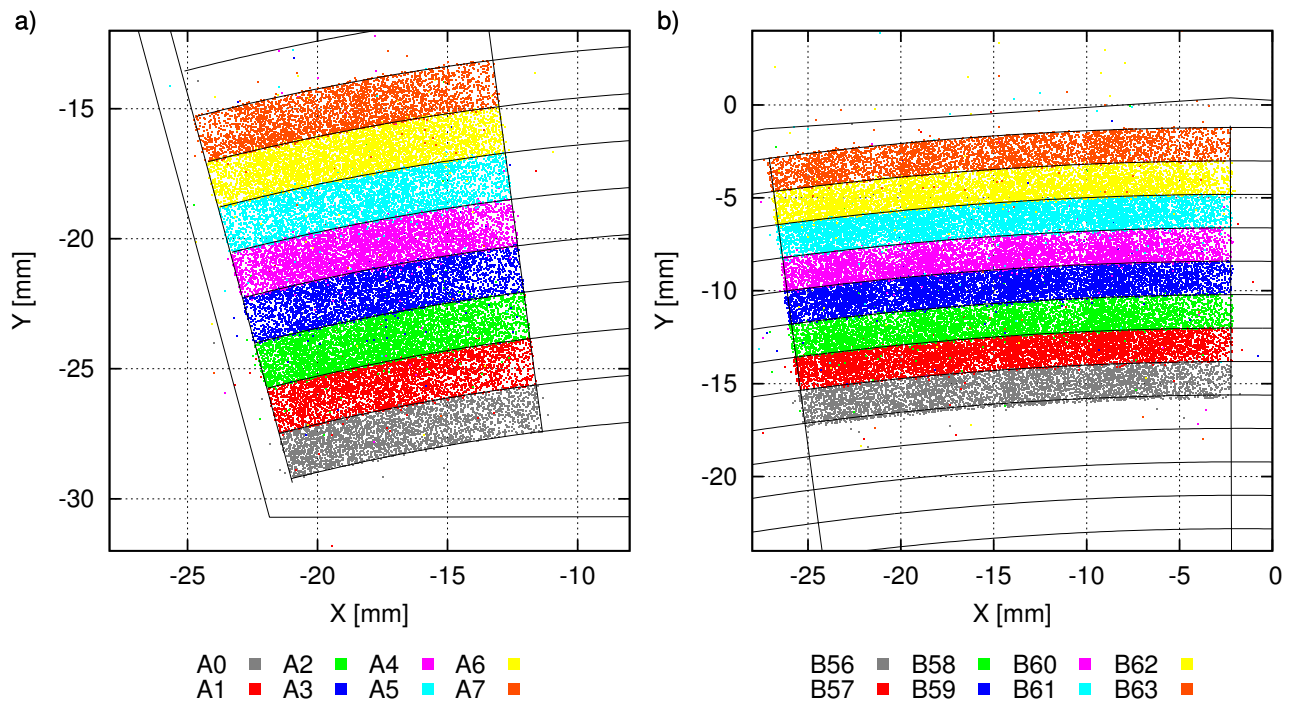 a)
-15
-20
-25
-30
Y [mm]
-25 -20 -15 -10
X [mm]
A0 A2 A4 A6
A1 A3 A5 A7
b)
0
-5
-10
-15
-20
Y [mm]
-25 -20 -15 -10 -5 0
X [mm]
B56 B58 B60 B62
B57 B59 B61 B63